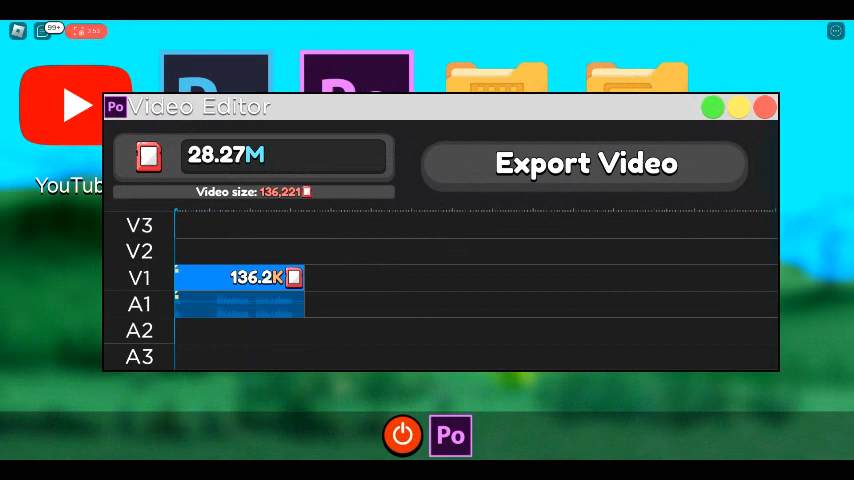 99+
Po Video Editor
28.27M
Export Video
Video size: 136,221
YouTub
V3
V2
V1
136.2K
A1
A2
A3
Po